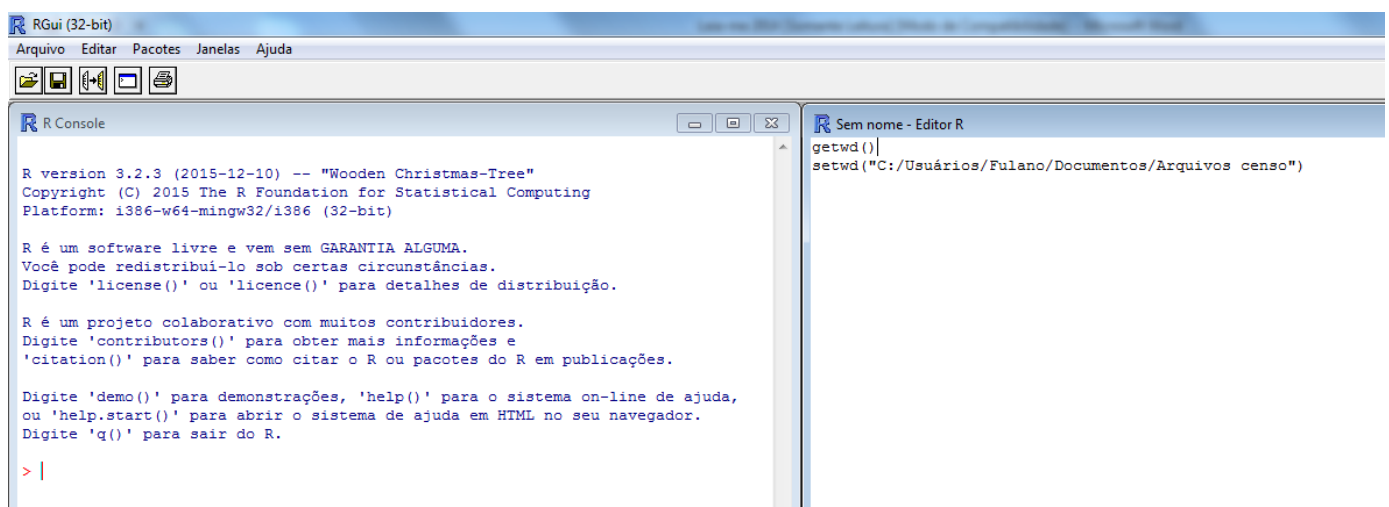 RGui (32-bit)
Arquivo Editar Pacotes Janelas Ajuda
R Console
R version 3.2.3 (2015-12-10) -- "Wooden Christmas-Tree"
Copyright (C) 2015 The R Foundation for Statistical Computing
Platform: i386-w64-mingw32/i386 (32-bit)
R é um software livre e vem sem GARANTIA ALGUMA.
Você pode redistribuí-lo sob certas circunstâncias.
Digite 'license()' ou 'licence()' para detalhes de distribuição.
R é um projeto colaborativo com muitos contribuidores.
Digite 'contributors()' para obter mais informações e
'citation()' para saber como citar o R ou pacotes do R em publicações.
Digite 'demo()' para demonstrações, 'help()' para o sistema on-line de ajuda,
ou 'help.start()' para abrir o sistema de ajuda em HTML no seu navegador.
Digite 'q()' para sair do R.
>
Sem nome - Editor R
getwd()
setwd("C:/Usuários/Fulano/Documentos/Arquivos censo")